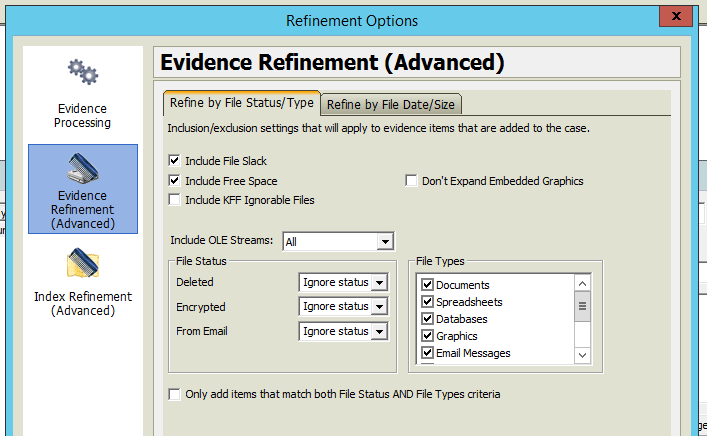 Refinement Options
x
Evidence
Processing
Evidence
Refinement
(Advanced)
Index Refinement
(Advanced)
Evidence Refinement (Advanced)
Refine by File Status/Type
Refine by File Date/Size
Inclusion/exclusion settings that will apply to evidence items that are added to the case.
Include File Slack
Include Free Space
Don't Expand Embedded Graphics
Include KFF Ignorable Files
Include OLE Streams: All
File Status
Deleted Ignore status
Encrypted Ignore status
From Email Ignore status
File Types
Documents
Spreadsheets
Databases
Graphics
Email Messages
Only add items that match both File Status AND File Types criteria